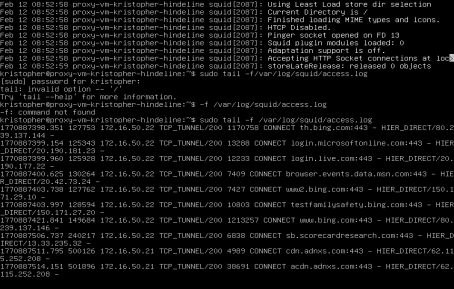 Feb 12 08:52:58 proxy-vm-kristopher-hindeline squid[2087]: Using Least Load store dir selection
Feb 12 08:52:58 proxy-vm-kristopher-hindeline squid[2087]: Current Directory is /
Feb 12 08:52:58 proxy-vm-kristopher-hindeline squid[2087]: Finished loading MIME types and icons.
Feb 12 08:52:58 proxy-vm-kristopher-hindeline squid[2087]: HTCP Disabled.
Feb 12 08:52:58 proxy-vm-kristopher-hindeline squid[2087]: Pinger socket opened on FD 13
Feb 12 08:52:58 proxy-vm-kristopher-hindeline squid[2087]: Squid plugin modules loaded: 0
Feb 12 08:52:58 proxy-vm-kristopher-hindeline squid[2087]: Adaptation support is off.
Feb 12 08:52:58 proxy-vm-kristopher-hindeline squid[2087]: Accepting HTTP Socket connections at loc>
Feb 12 08:52:59 proxy-vm-kristopher-hindeline squid[2087]: storeLateRelease: released 0 objects
kristopher@proxy-vm-kristopher-hindeline:~$ sudo tail -f/var/log/squid/access.log
[sudo] password for kristopher:
tail: invalid option -- '/'
Try 'tail --help' for more information.
kristopher@proxy-vm-kristopher-hindeline:~$ -f /var/log/squid/access.log
-f: command not found
kristopher@proxy-vm-kristopher-hindeline:~$ sudo tail -f /var/log/squid/access.log
1770887398.351 127753 172.16.50.22 TCP_TUNNEL/200 1170758 CONNECT th.bing.com:443 - HIER_DIRECT/80.2
39.137.144 -
1770887399.154 125343 172.16.50.22 TCP_TUNNEL/200 13288 CONNECT login.microsoftonline.com:443 - HIER
_DIRECT/20.190.181.23 -
1770887399.960 125928 172.16.50.22 TCP_TUNNEL/200 12233 CONNECT login.live.com:443 - HIER_DIRECT/20.
190.177.22 -
1770887400.625 130264 172.16.50.22 TCP_TUNNEL/200 7409 CONNECT browser.events.data.msn.com:443 - HIE
R_DIRECT/20.42.73.24 -
1770887403.738 127762 172.16.50.22 TCP_TUNNEL/200 7427 CONNECT www2.bing.com:443 - HIER_DIRECT/150.1
71.29.10 -
1770887403.997 128594 172.16.50.22 TCP_TUNNEL/200 10803 CONNECT testfamilysafety.bing.com:443 - HIER
_DIRECT/150.171.27.20 -
1770887421.841 149684 172.16.50.22 TCP_TUNNEL/200 1213257 CONNECT www.bing.com:443 - HIER_DIRECT/80.
239.137.146 -
1770887506.737 240217 172.16.50.22 TCP_TUNNEL/200 6838 CONNECT sb.scorecardresearch.com:443 - HIER_D
IRECT/13.33.235.32 -
1770887511.795 500126 172.16.50.21 TCP_TUNNEL/200 4989 CONNECT cdn.adnxs.com:443 - HIER_DIRECT/62.11
5.252.208 -
1770887514.151 501896 172.16.50.21 TCP_TUNNEL/200 38691 CONNECT acdn.adnxs.com:443 - HIER_DIRECT/62.
115.252.208 -